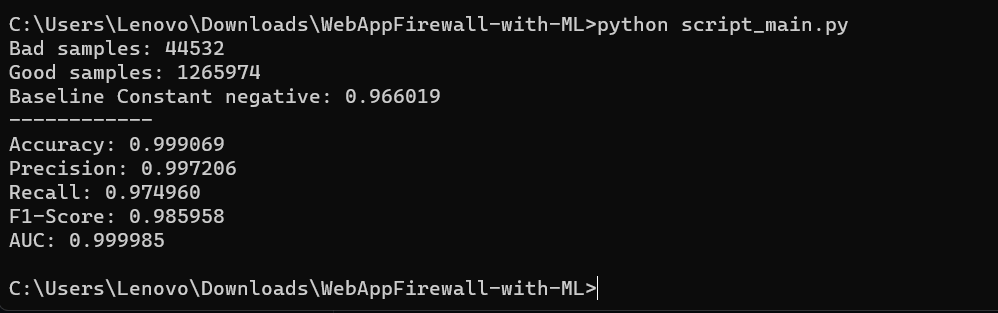 C:\Users\Lenovo\Downloads\WebAppFirewall-with-ML>python script_main.py
Bad samples: 44532
Good samples: 1265974
Baseline Constant negative: 0.966019
------------
Accuracy: 0.999069
Precision: 0.997206
Recall: 0.974960
F1-Score: 0.985958
AUC: 0.999985
C:\Users\Lenovo\Downloads\WebAppFirewall-with-ML>